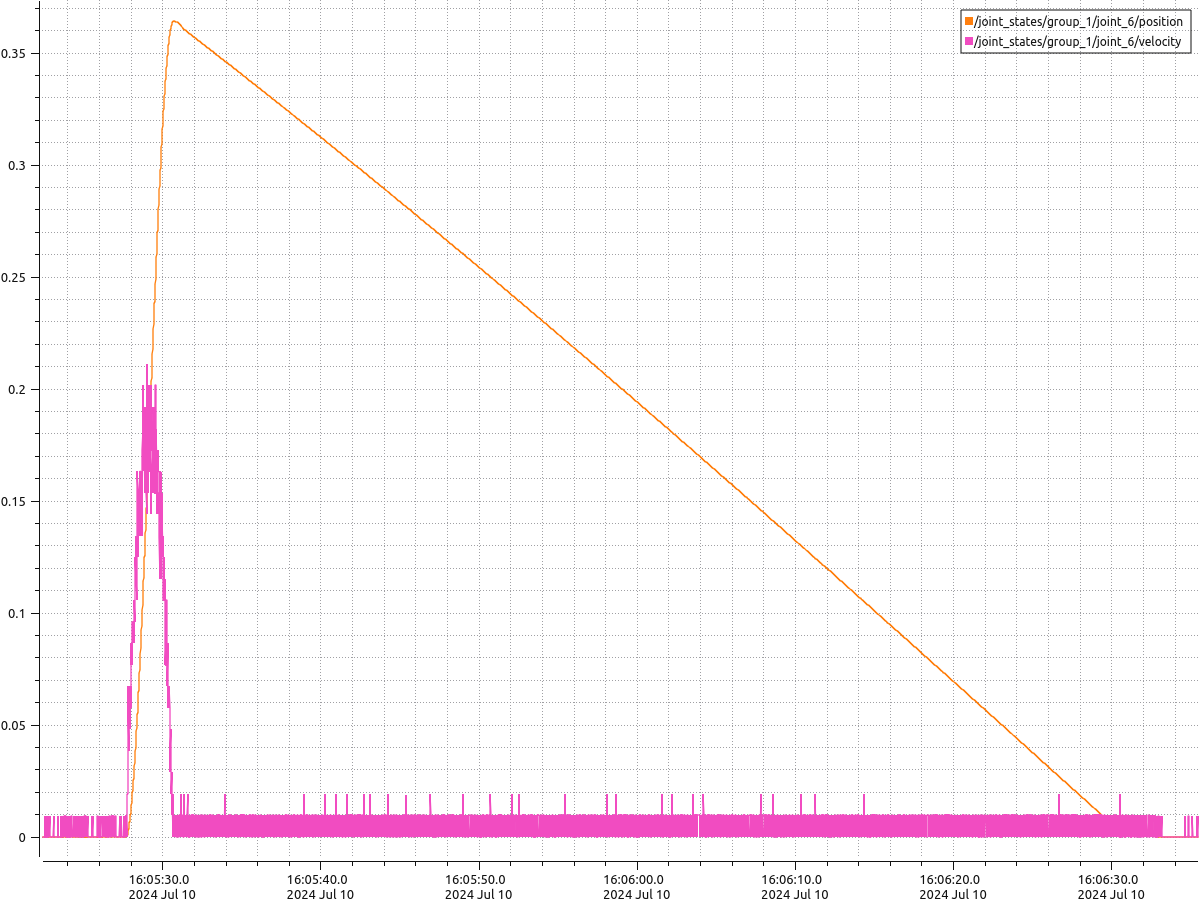 /joint_states/group_1/joint_6/position
/joint_states/group_1/joint_6/velocity
0.35
0.3
0.25
0.2
0.15
0.1
0.05
0
16:05:30.0
2024 Jul 10
16:05:40.0
2024 Jul 10
16:05:50.0
2024 Jul 10
16:06:00.0
2024 Jul 10
16:06:10.0
2024 Jul 10
16:06:20.0
2024 Jul 10
16:06:30.0
2024 Jul 10